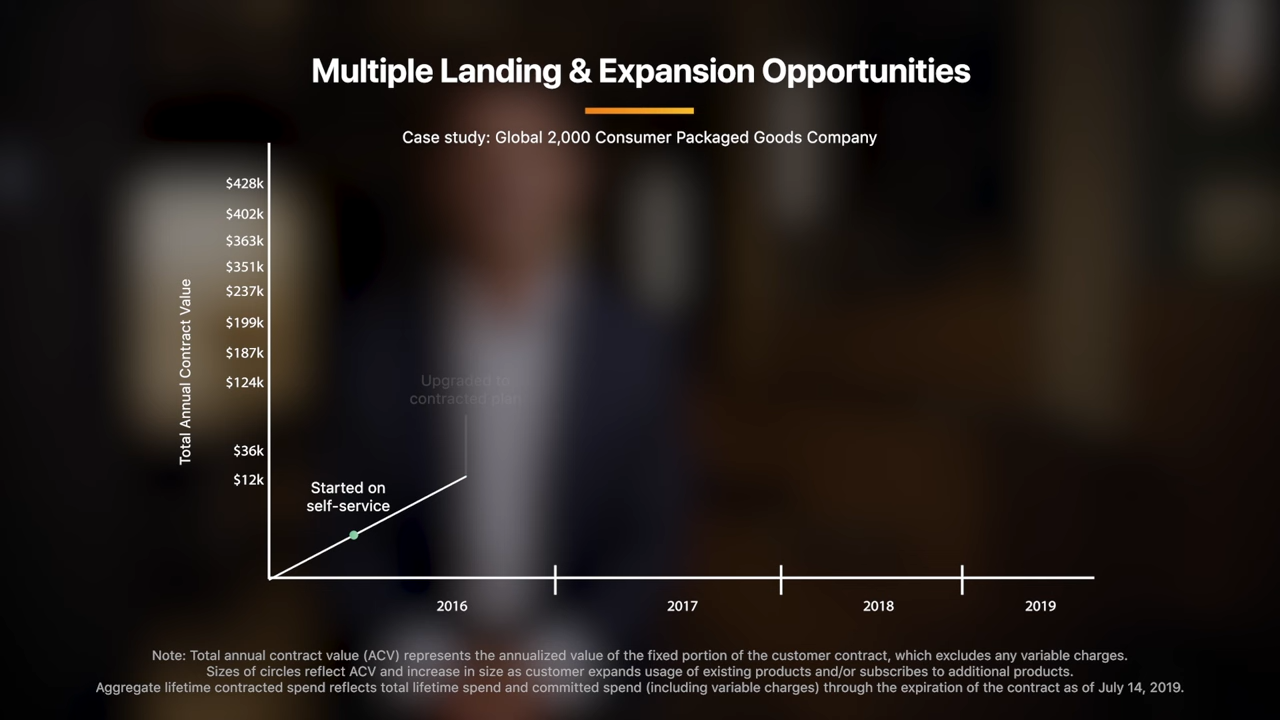 Multiple Landing & Expansion Opportunities
Case study: Global 2,000 Consumer Packaged Goods Company
Total Annual Contract Value
$428k
$402k
$363k
$351k
$237k
$199k
$187k
$124k
$36k
$12k
Upgraded to
contracted plan
Started on
self-service
2016
2017
2018
2019
Note: Total annual contract value (ACV) represents the annualized value of the fixed portion of the customer contract, which excludes any variable charges.
Sizes of circles reflect ACV and increase in size as customer expands usage of existing products and/or subscribes to additional products.
Aggregate lifetime contracted spend reflects total lifetime spend and committed spend (including variable charges) through the expiration of the contract as of July 14, 2019.